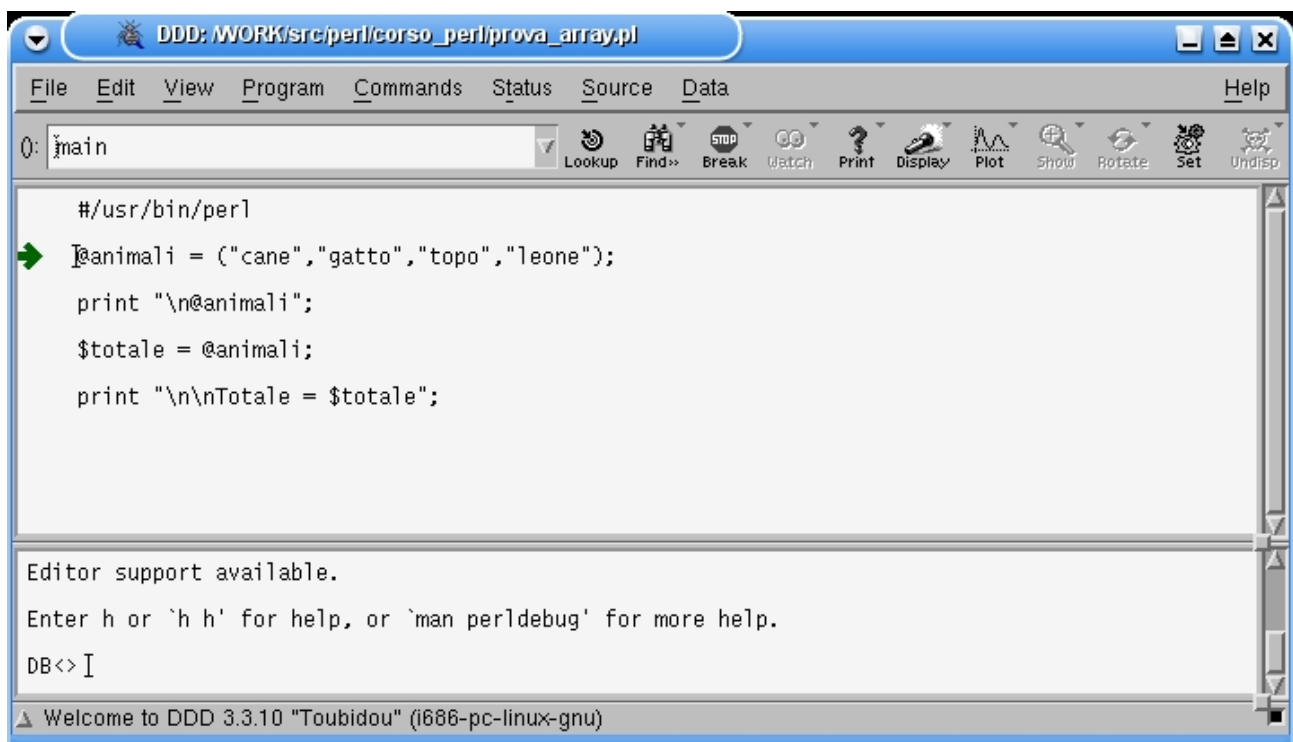 DDD: /WORK/src/perl/corso_perl/prova_array.pl
File Edit View Program Commands Status Source Data Help
(): main
Lookup Find» Break Watch Print Display Plot Show Rotate Set Undisp
STOP
#/usr/bin/perl
@animali = ("cane","gatto","topo","leone");
print "\n@animali";
$totale = @animali;
print "\n\nTotale = $totale";
Editor support available.
Enter h or `h h' for help, or `man perldebug' for more help.
DB<>
Welcome to DDD 3.3.10 "Toubidou" (i686-pc-linux-gnu)